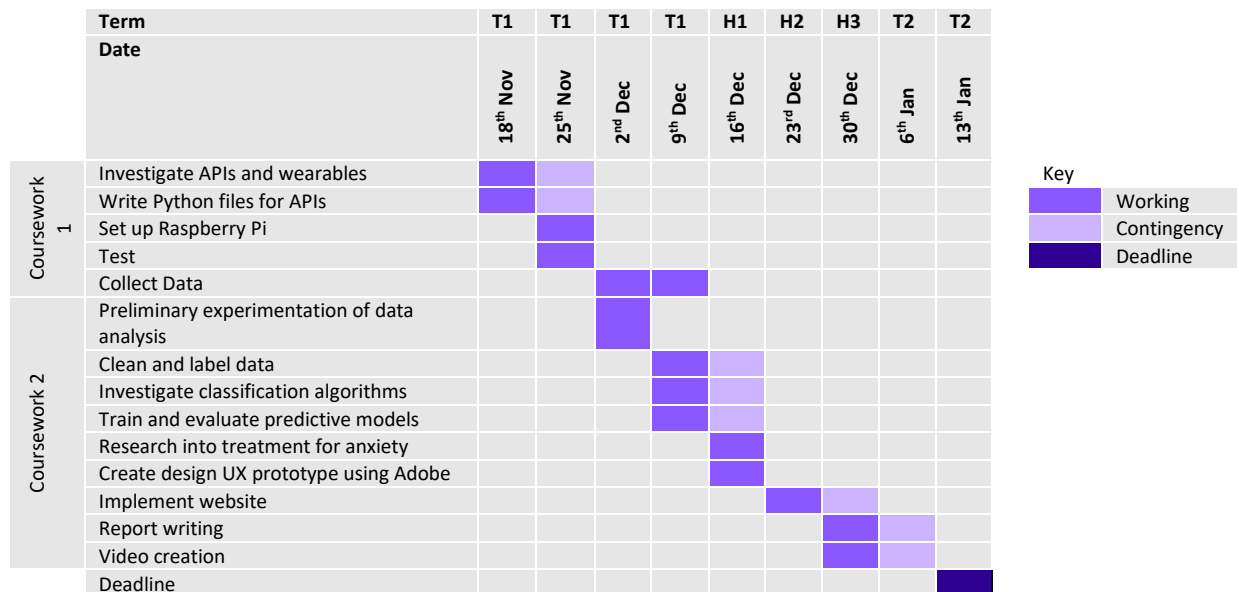 Term T1 T1 T1 T1 H1 H2 H3 T2 T2
Date 18th Nov 25th Nov 2nd Dec 9th Dec 16th Dec 23rd Dec 30th Dec 6th Jan 13th Jan
Coursework 1
Investigate APIs and wearables
Write Python files for APIs
Set up Raspberry Pi
Test
Collect Data
Coursework 2
Preliminary experimentation of data
analysis
Clean and label data
Investigate classification algorithms
Train and evaluate predictive models
Research into treatment for anxiety
Create design UX prototype using Adobe
Implement website
Report writing
Video creation
Deadline
Key
Working
Contingency
Deadline